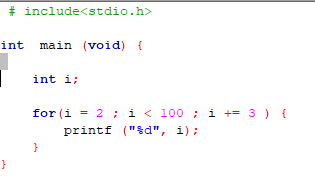 # include<stdio.h>
int main (void) {
int i;
for(i = 2 ; i < 100 ; i += 3 ) {
printf ("%d", i);
}
}